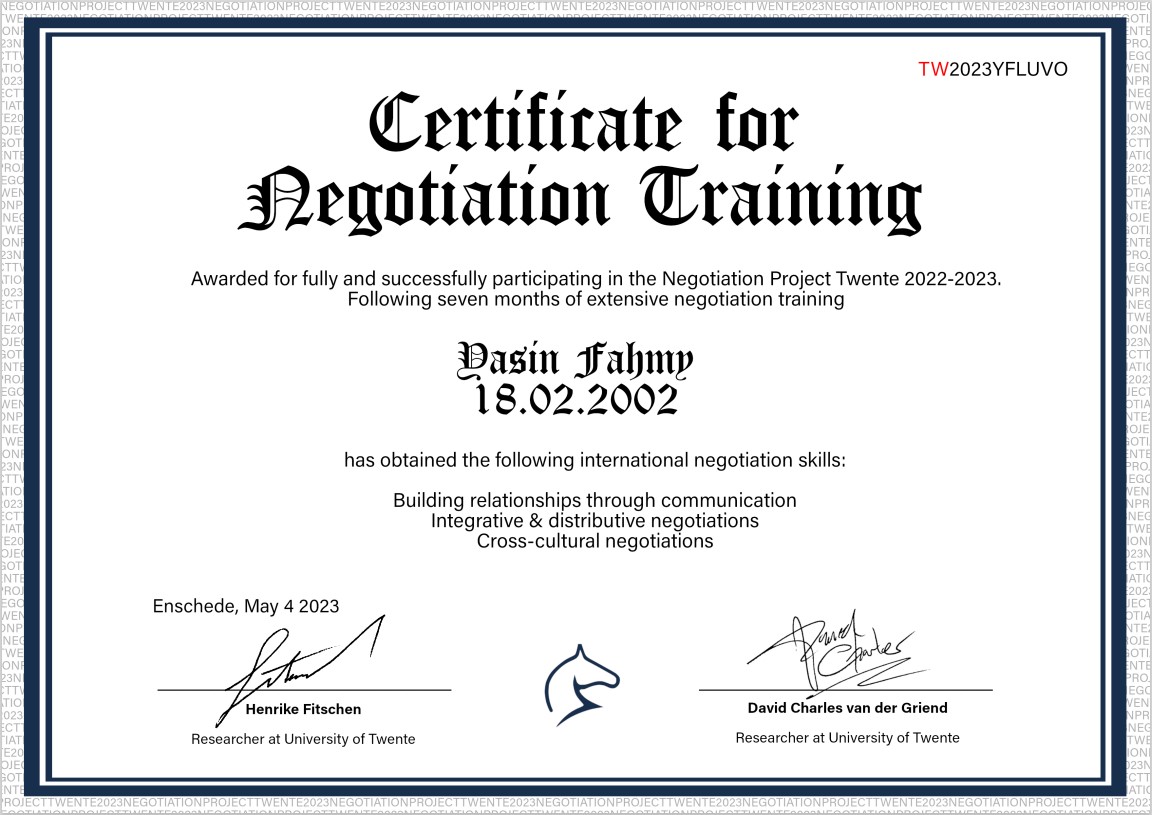 TW2023YFLUVO
Certificate for
Negotiation Training
Awarded for fully and successfully participating in the Negotiation Project Twente 2022-2023.
Following seven months of extensive negotiation training
Yasin Fahmy
18.02.2002
has obtained the following international negotiation skills:
Building relationships through communication
Integrative & distributive negotiations
Cross-cultural negotiations
Enschede, May 4 2023
Henrike Fitschen
Researcher at University of Twente
David Charles van der Griend
Researcher at University of Twente